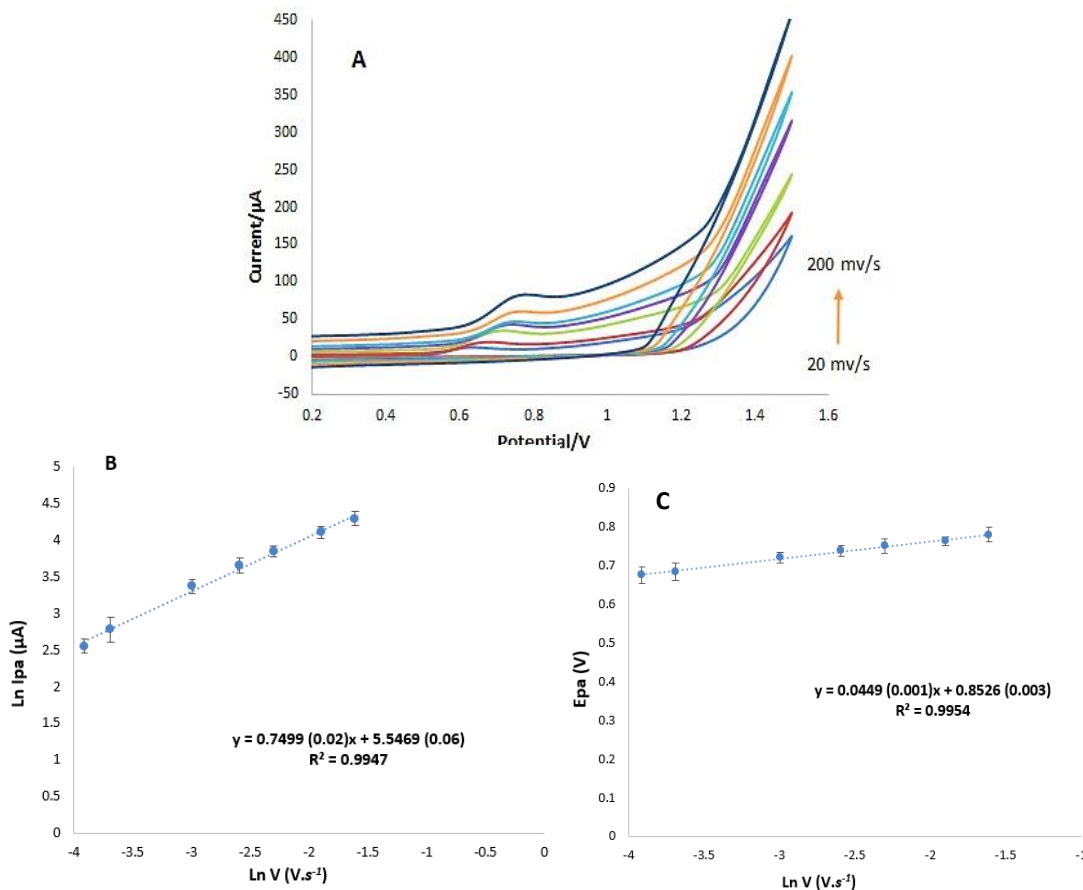 A
450
400
350
300
250
200
150
100
50
0
-50
Current/µA
0.2 0.4 0.6 0.8 1 1.2 1.4 1.6
Potential/V
200 mv/s
20 mv/s
B
5
4.5
4
3.5
3
2.5
2
1.5
1
0.5
0
Ln Ipa (µA)
y = 0.7499 (0.02)x + 5.5469 (0.06)
R² = 0.9947
-4 -3.5 -3 -2.5 -2 -1.5 -1 -0.5 0
Ln V (V.s⁻¹)
C
0.9
0.8
0.7
0.6
0.5
0.4
0.3
0.2
0.1
0
Epa (V)
y = 0.0449 (0.001)x + 0.8526 (0.003)
R² = 0.9954
-4 -3.5 -3 -2.5 -2 -1.5 -1
Ln V (V.s⁻¹)